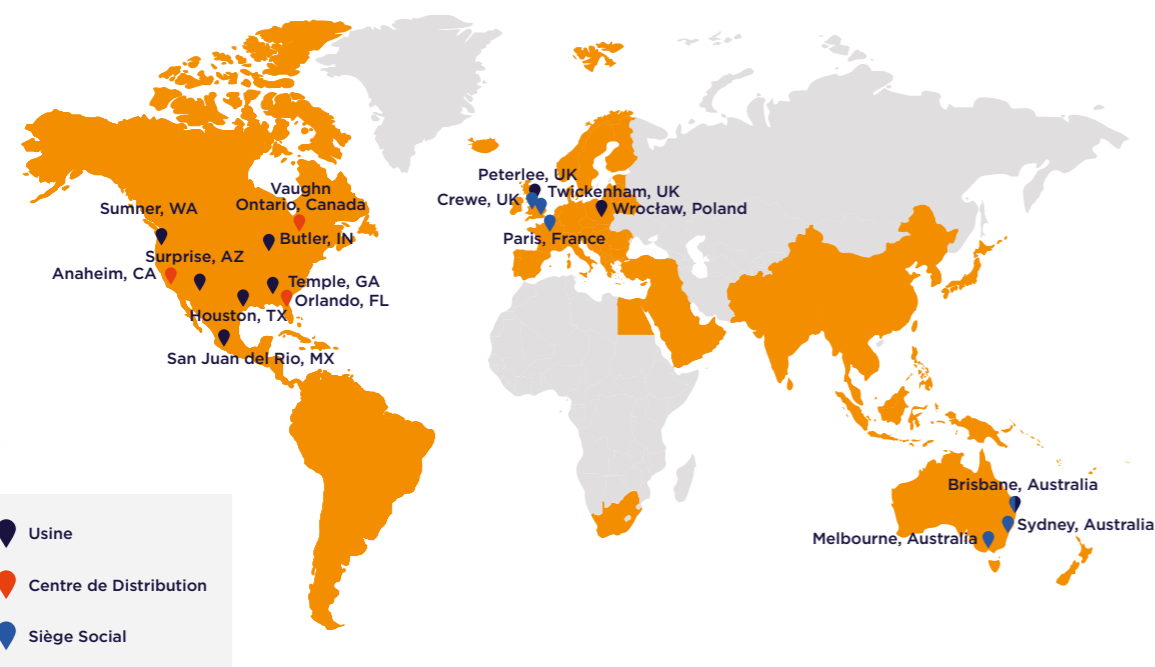 Vaughn
Ontario, Canada
Sumner, WA
Butler, IN
Surprise, AZ
Anaheim, CA
Temple, GA
Orlando, FL
Houston, TX
San Juan del Rio, MX
Peterlee, UK
Twickenham, UK
Crewe, UK
Wrocław, Poland
Paris, France
Brisbane, Australia
Sydney, Australia
Melbourne, Australia
Usine
Centre de Distribution
Siège Social